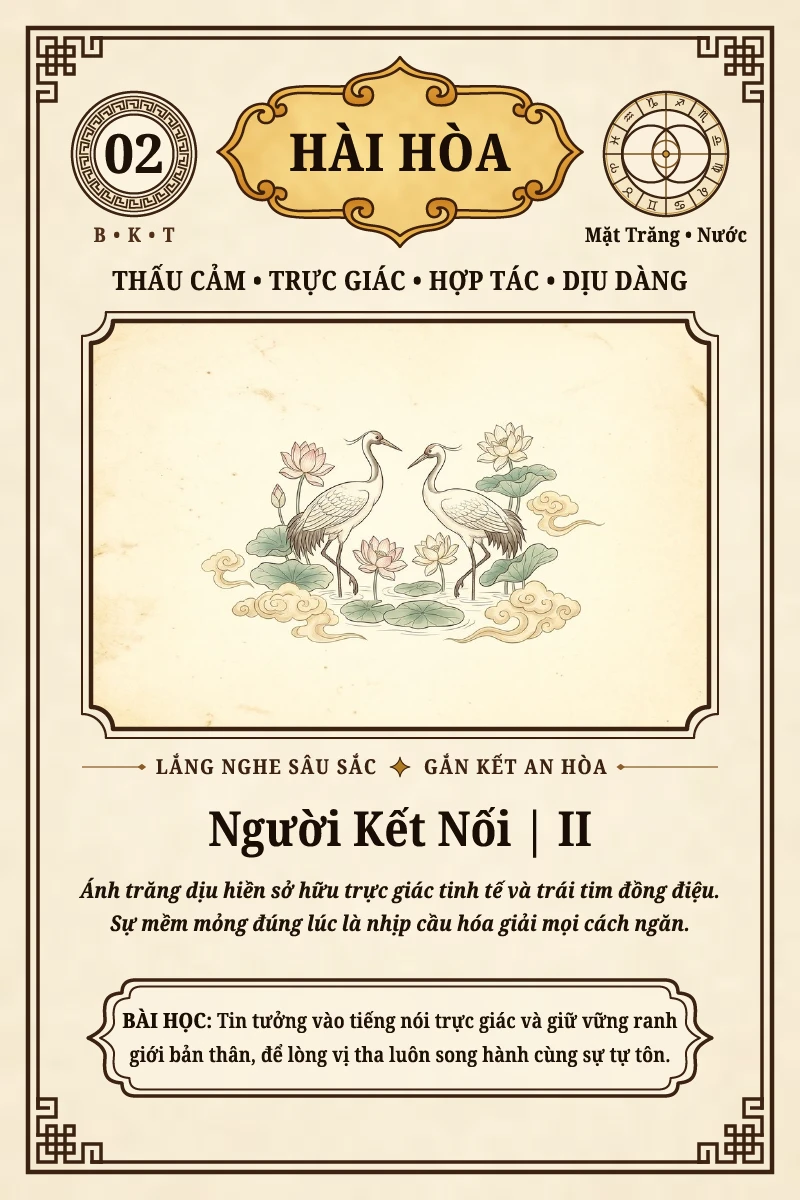 02
HÀI HÒA
B • K • T
Mặt Trăng • Nước
THẤU CẢM • TRỰC GIÁC • HỢP TÁC • DỊU DÀNG
LẮNG NGHE SÂU SẮC ✦ GẮN KẾT AN HÒA
Người Kết Nối | II
Ánh trăng dịu hiền sở hữu trực giác tinh tế và trái tim đồng điệu.
Sự mềm mỏng đúng lúc là nhịp cầu hóa giải mọi cách ngăn.
BÀI HỌC: Tin tưởng vào tiếng nói trực giác và giữ vững ranh
giới bản thân, để lòng vị tha luôn song hành cùng sự tự tôn.